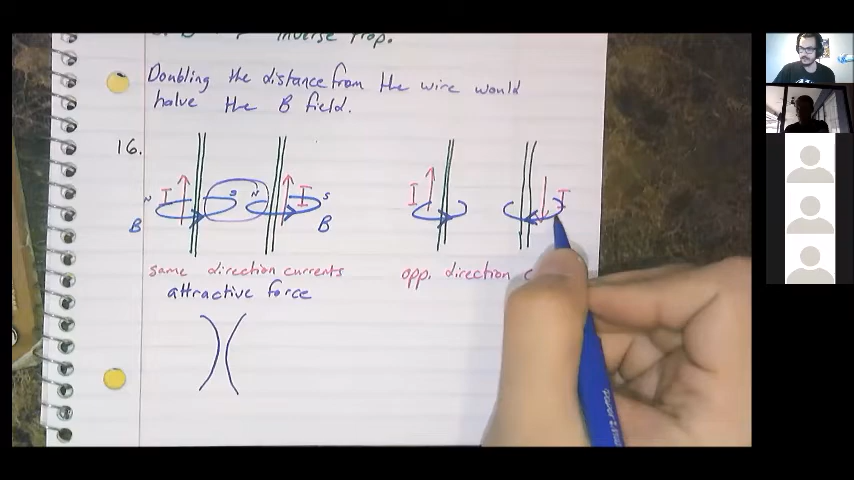 inverse prop.
Doubling the distance from the wire would
halve the B field.
16.
N I S N I S
B B
I I
same direction currents
opp. direction c
attractive force